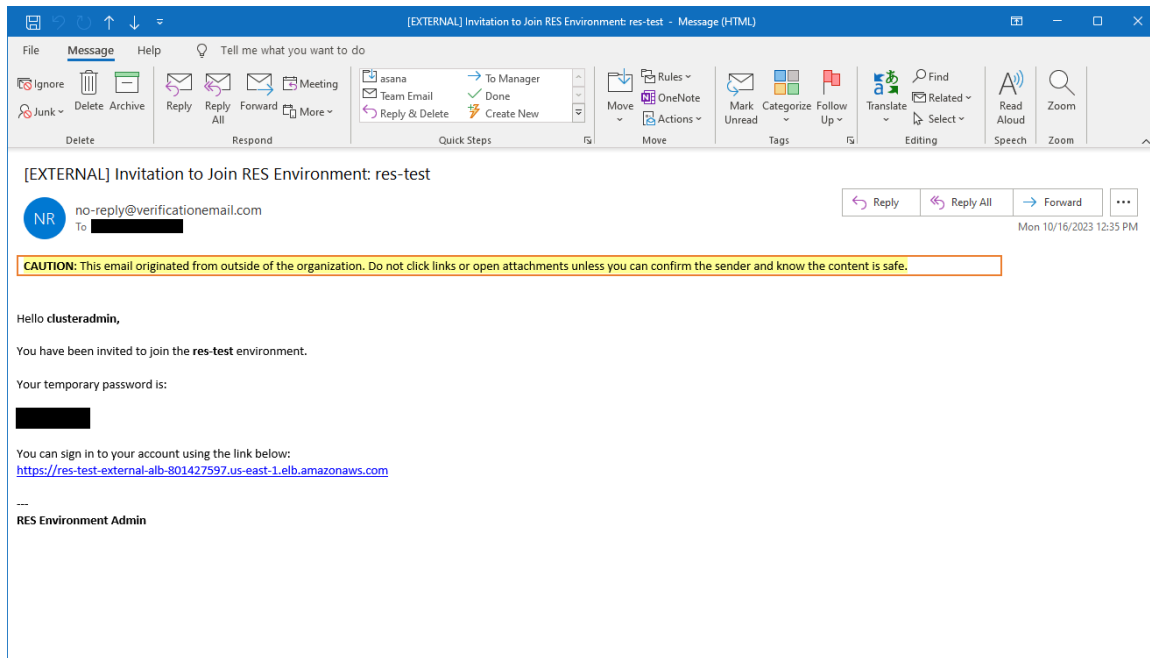 [EXTERNAL] Invitation to Join RES Environment: res-test - Message (HTML)
File Message Help Tell me what you want to do
Ignore
Junk
Delete
Archive
Delete
Reply
Reply All
Forward
Meeting
More
Respond
asana
Team Email
Reply & Delete
To Manager
Done
Create New
Quick Steps
Move
Rules
OneNote
Actions
Move
Mark Unread
Categorize
Follow Up
Tags
Translate
Find
Related
Select
Editing
Read Aloud
Speech
Zoom
Zoom
[EXTERNAL] Invitation to Join RES Environment: res-test
NR
no-reply@verificationemail.com
To
Reply Reply All Forward
Mon 10/16/2023 12:35 PM
CAUTION: This email originated from outside of the organization. Do not click links or open attachments unless you can confirm the sender and know the content is safe.
Hello clusteradmin,
You have been invited to join the res-test environment.
Your temporary password is:
You can sign in to your account using the link below:
https://res-test-external-alb-801427597.us-east-1.elb.amazonaws.com
---
RES Environment Admin